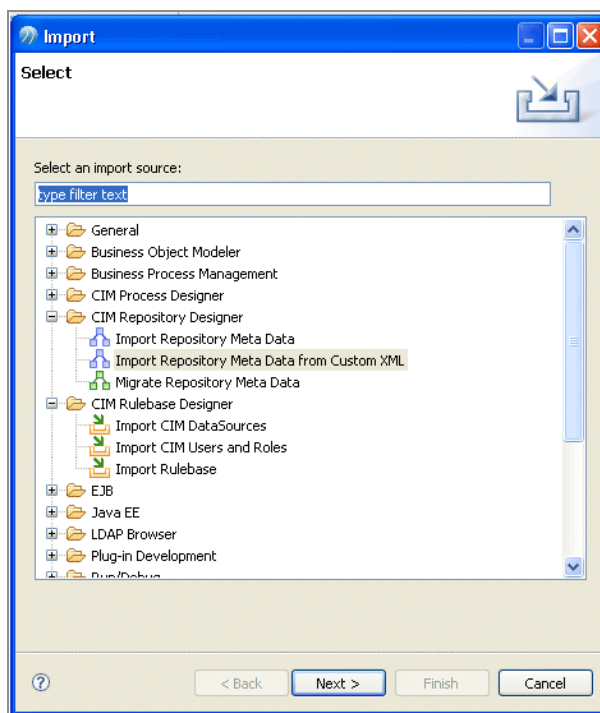 Import
Select
Select an import source:
type filter text
General
Business Object Modeler
Business Process Management
CIM Process Designer
CIM Repository Designer
Import Repository Meta Data
Import Repository Meta Data from Custom XML
Migrate Repository Meta Data
CIM Rulebase Designer
Import CIM DataSources
Import CIM Users and Roles
Import Rulebase
EJB
Java EE
LDAP Browser
Plug-in Development
Run/Debug
< Back Next > Finish Cancel